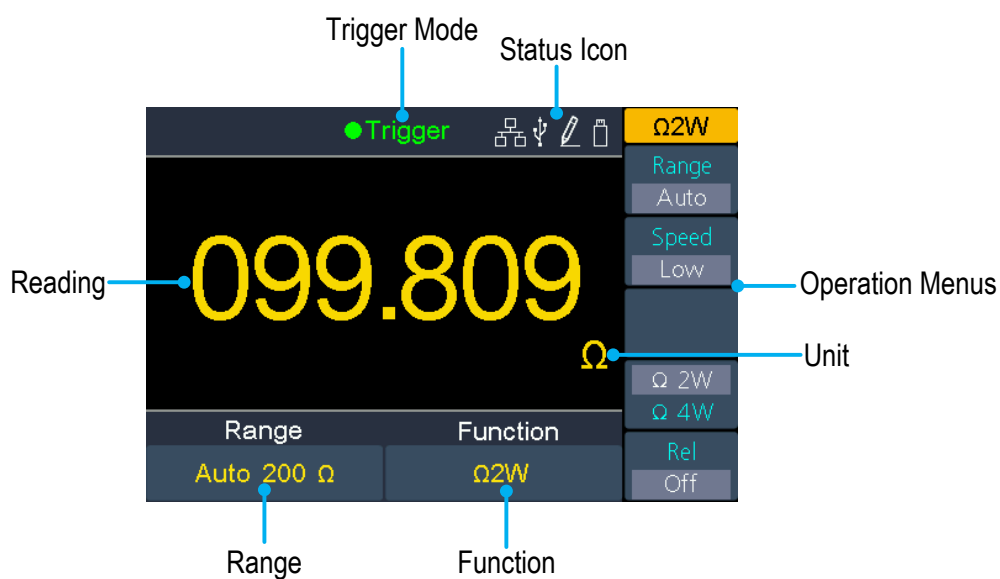 Trigger Mode
Status Icon
Trigger
Ω2W
Range
Auto
Speed
Low
Reading
099.809
Operation Menus
Ω
Unit
Ω 2W
Ω 4W
Range
Function
Rel
Off
Auto 200 Ω
Ω2W
Range
Function